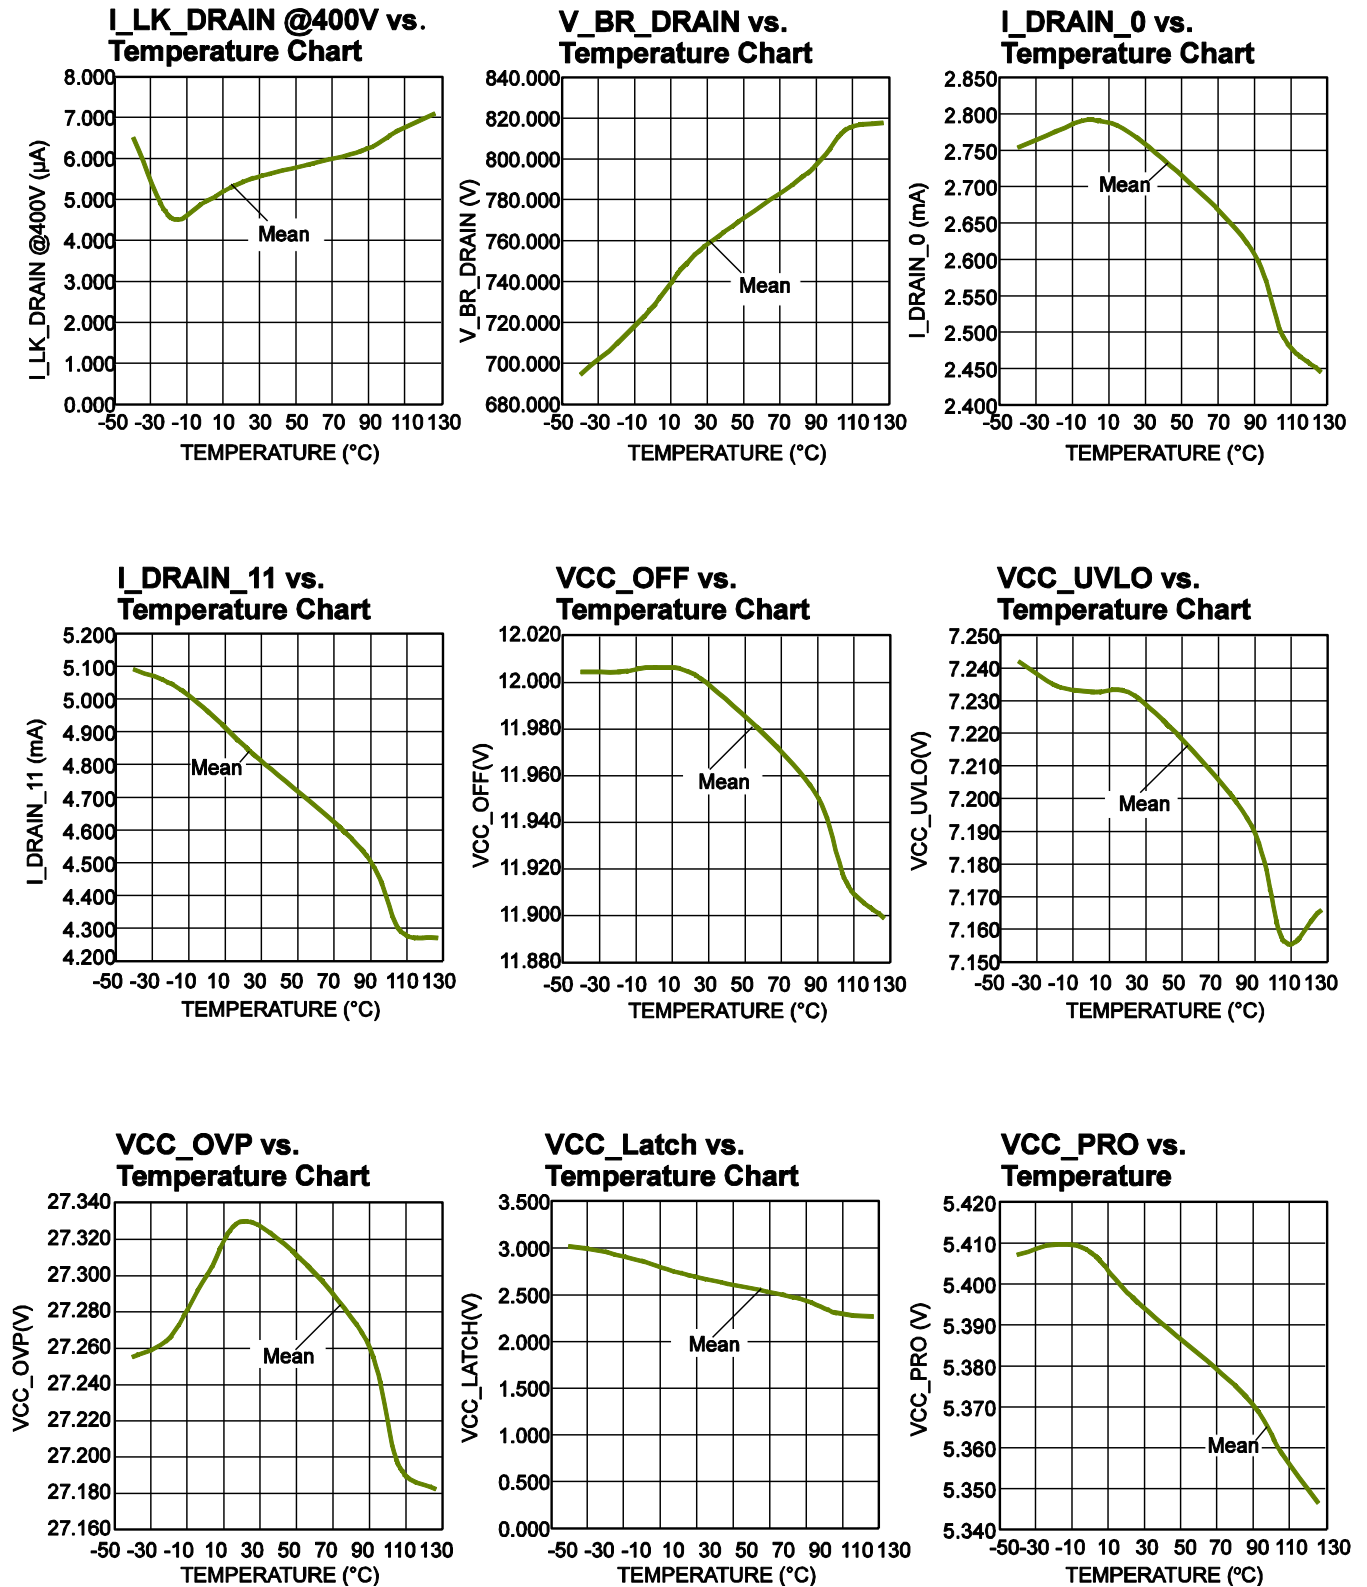 I_LK_DRAIN @400V vs.
Temperature Chart
8.000
7.000
6.000
5.000
4.000
3.000
2.000
1.000
0.000
I_LK_DRAIN @400V (µA)
Mean
-50 -30 -10 10 30 50 70 90 110 130
TEMPERATURE (°C)
V_BR_DRAIN vs.
Temperature Chart
840.000
820.000
800.000
780.000
760.000
740.000
720.000
700.000
680.000
V_BR_DRAIN (V)
Mean
-50 -30 -10 10 30 50 70 90 110 130
TEMPERATURE (°C)
I_DRAIN_0 vs.
Temperature Chart
2.850
2.800
2.750
2.700
2.650
2.600
2.550
2.500
2.450
2.400
I_DRAIN_0 (mA)
Mean
-50 -30 -10 10 30 50 70 90 110 130
TEMPERATURE (°C)
I_DRAIN_11 vs.
Temperature Chart
5.200
5.100
5.000
4.900
4.800
4.700
4.600
4.500
4.400
4.300
4.200
I_DRAIN_11 (mA)
Mean
-50 -30 -10 10 30 50 70 90 110 130
TEMPERATURE (°C)
VCC_OFF vs.
Temperature Chart
12.020
12.000
11.980
11.960
11.940
11.920
11.900
11.880
VCC_OFF(V)
Mean
-50 -30 -10 10 30 50 70 90 110 130
TEMPERATURE (°C)
VCC_UVLO vs.
Temperature Chart
7.250
7.240
7.230
7.220
7.210
7.200
7.190
7.180
7.170
7.160
7.150
VCC_UVLO(V)
Mean
-50 -30 -10 10 30 50 70 90 110 130
TEMPERATURE (°C)
VCC_OVP vs.
Temperature Chart
27.340
27.320
27.300
27.280
27.260
27.240
27.220
27.200
27.180
27.160
VCC_OVP(V)
Mean
-50 -30 -10 10 30 50 70 90 110 130
TEMPERATURE (°C)
VCC_Latch vs.
Temperature Chart
3.500
3.000
2.500
2.000
1.500
1.000
0.500
0.000
VCC_LATCH(V)
Mean
-50 -30 -10 10 30 50 70 90 110 130
TEMPERATURE (°C)
VCC_PRO vs.
Temperature
5.420
5.410
5.400
5.390
5.380
5.370
5.360
5.350
5.340
VCC_PRO (V)
Mean
-50 -30 -10 10 30 50 70 90 110 130
TEMPERATURE (ºC)